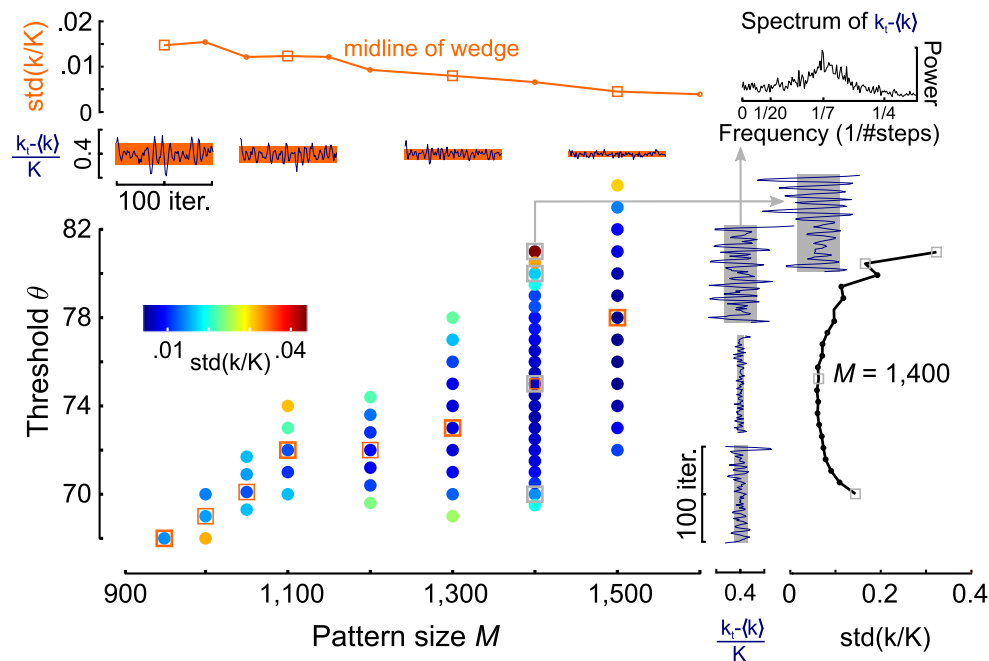 .02
.01
0
std(k/K)
midline of wedge
Spectrum of kₜ-⟨k⟩
Power
0 1/20 1/7 1/4
Frequency (1/#steps)
kₜ-⟨k⟩
K
0.4
100 iter.
82
78
74
70
Threshold θ
.01 .04
std(k/K)
M = 1,400
100 iter.
900 1,100 1,300 1,500
Pattern size M
0.4
kₜ-⟨k⟩
K
0 0.2 0.4
std(k/K)